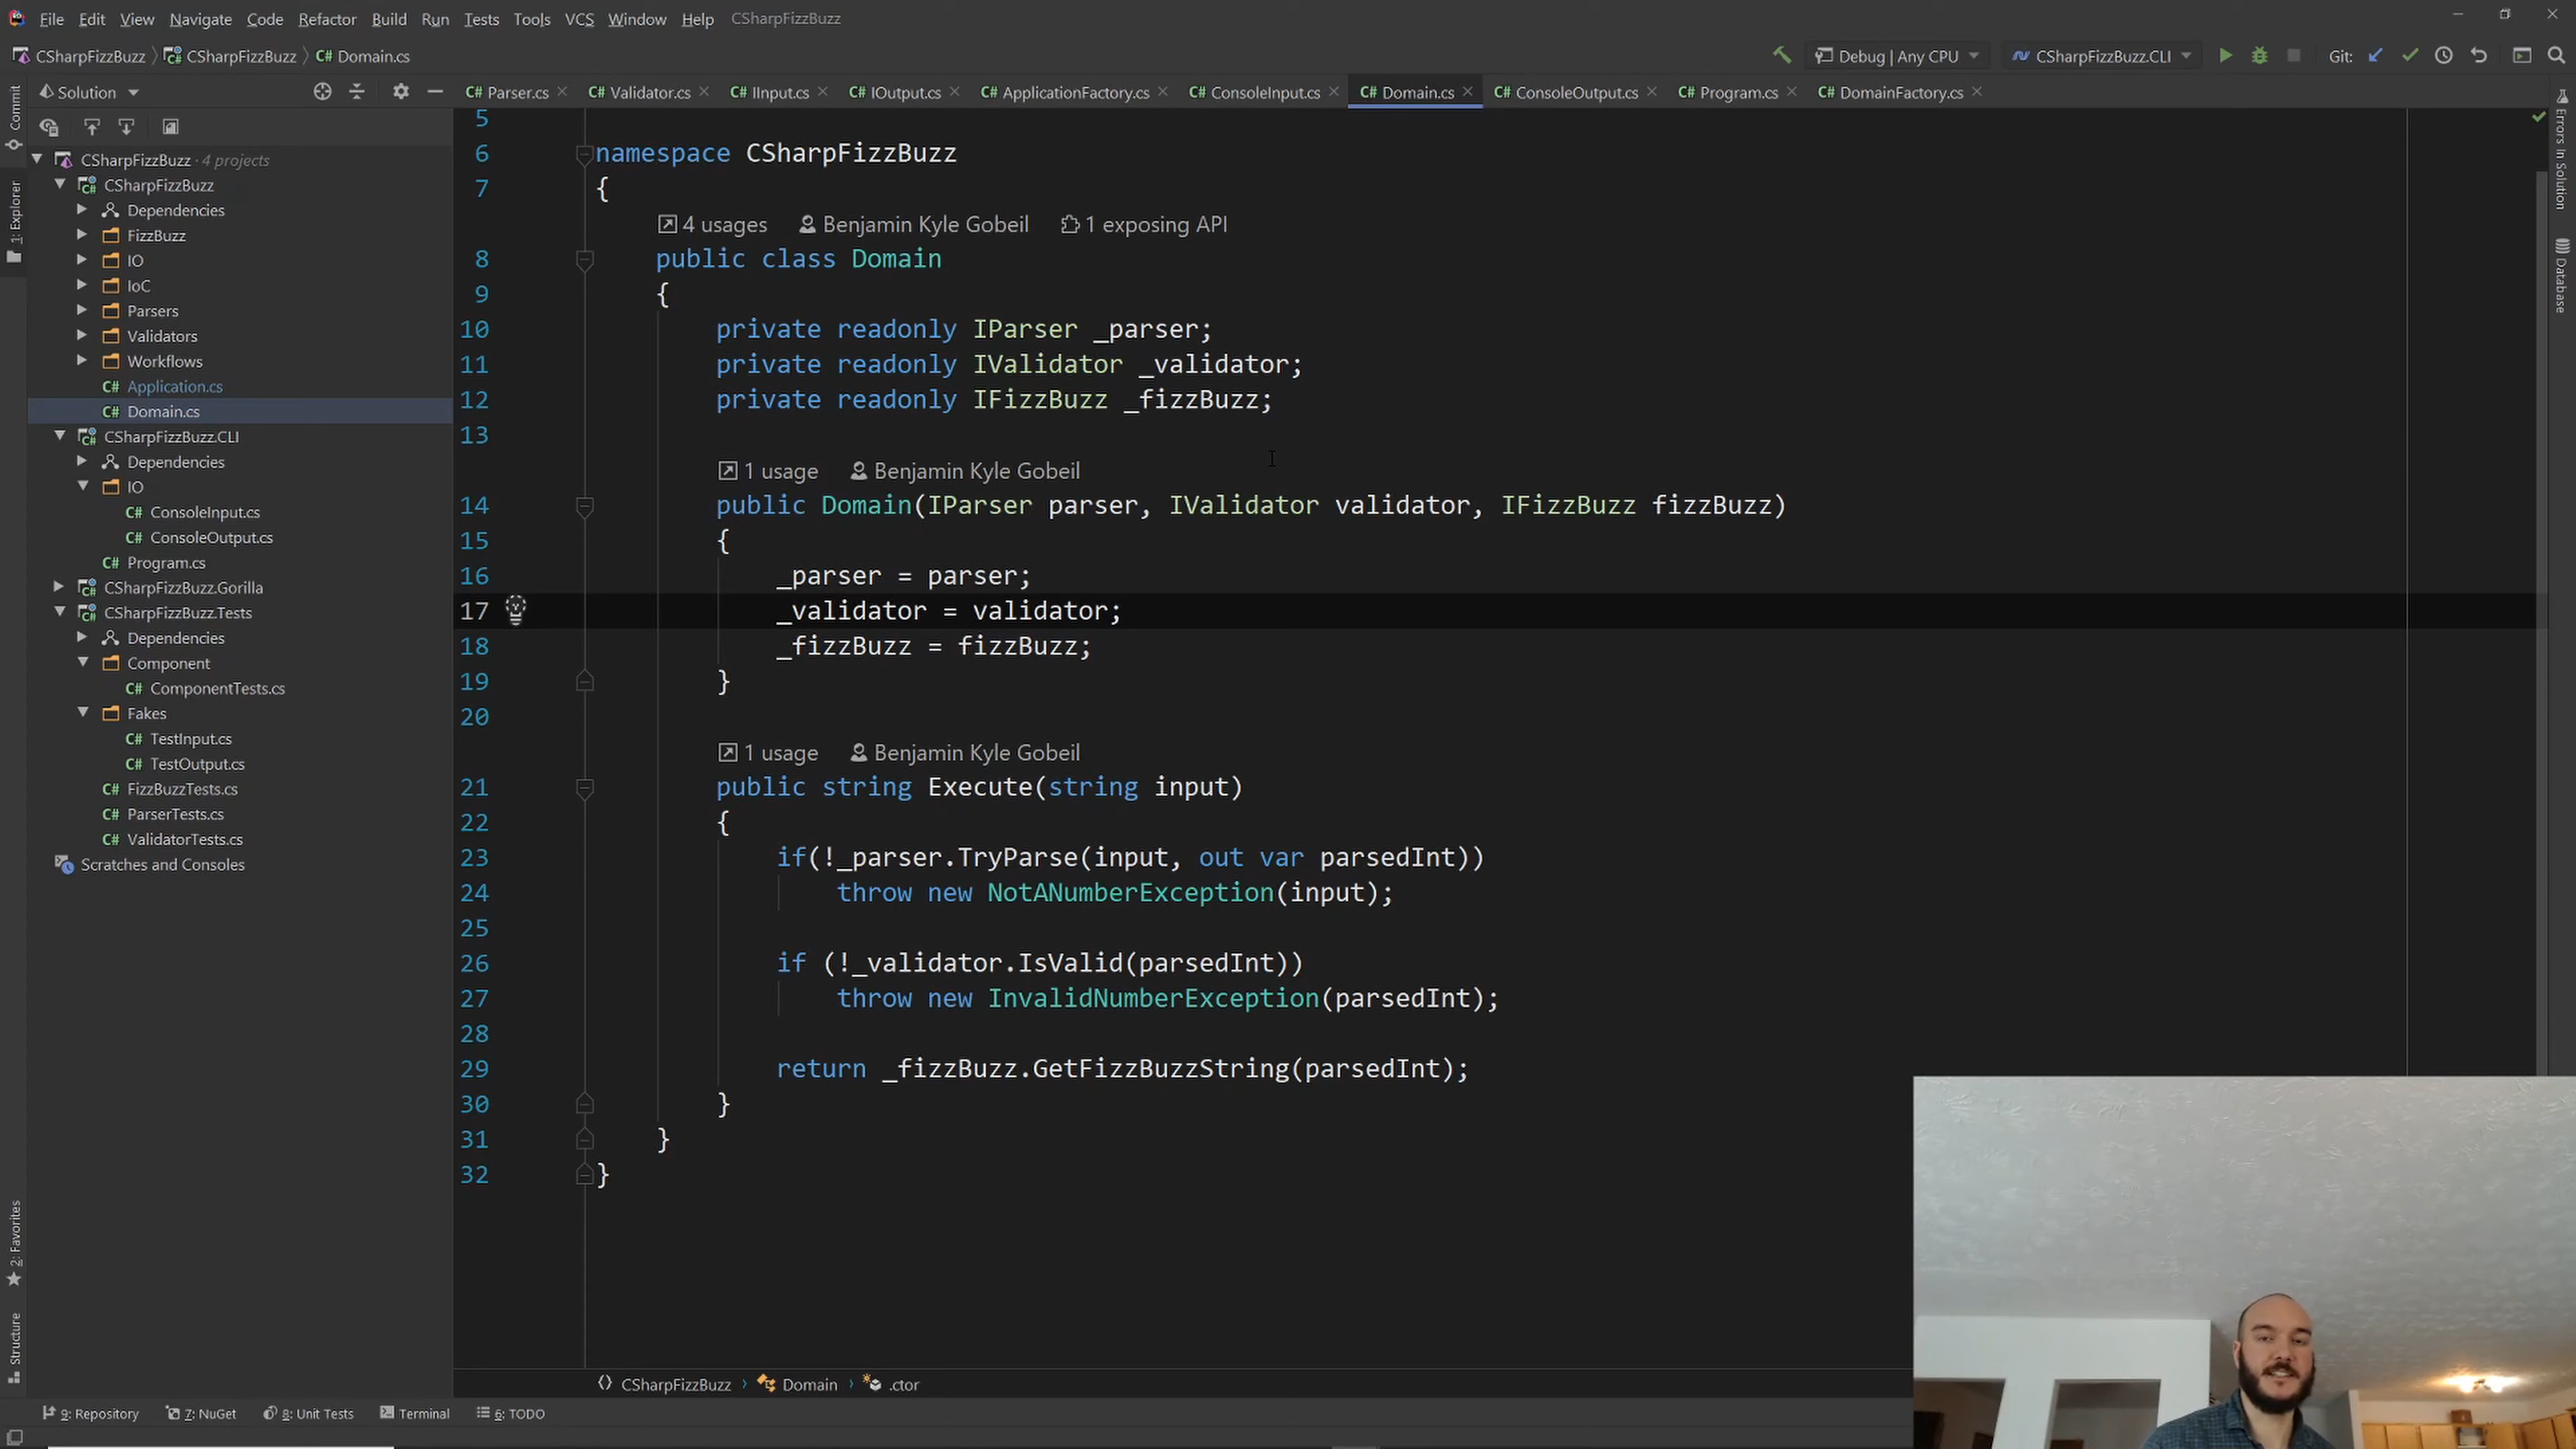 File Edit View Navigate Code Refactor Build Run Tests Tools VCS Window Help CSharpFizzBuzz
CSharpFizzBuzz CSharpFizzBuzz C# Domain.cs Debug | Any CPU CSharpFizzBuzz.CLI Git:
Solution
C# Parser.cs C# Validator.cs C# IInput.cs C# IOutput.cs C# ApplicationFactory.cs C# ConsoleInput.cs C# Domain.cs C# ConsoleOutput.cs C# Program.cs C# DomainFactory.cs
Commit
1: Explorer
2: Favorites
Structure
CSharpFizzBuzz · 4 projects
CSharpFizzBuzz
Dependencies
FizzBuzz
IO
IoC
Parsers
Validators
Workflows
C# Application.cs
C# Domain.cs
CSharpFizzBuzz.CLI
Dependencies
IO
C# ConsoleInput.cs
C# ConsoleOutput.cs
C# Program.cs
CSharpFizzBuzz.Gorilla
CSharpFizzBuzz.Tests
Dependencies
Component
C# ComponentTests.cs
Fakes
C# TestInput.cs
C# TestOutput.cs
C# FizzBuzzTests.cs
C# ParserTests.cs
C# ValidatorTests.cs
Scratches and Consoles
5
6 namespace CSharpFizzBuzz
7 {
4 usages Benjamin Kyle Gobeil 1 exposing API
8 public class Domain
9 {
10 private readonly IParser _parser;
11 private readonly IValidator _validator;
12 private readonly IFizzBuzz _fizzBuzz;
13
1 usage Benjamin Kyle Gobeil
14 public Domain(IParser parser, IValidator validator, IFizzBuzz fizzBuzz)
15 {
16 _parser = parser;
17 _validator = validator;
18 _fizzBuzz = fizzBuzz;
19 }
20
1 usage Benjamin Kyle Gobeil
21 public string Execute(string input)
22 {
23 if(!_parser.TryParse(input, out var parsedInt))
24 throw new NotANumberException(input);
25
26 if (!_validator.IsValid(parsedInt))
27 throw new InvalidNumberException(parsedInt);
28
29 return _fizzBuzz.GetFizzBuzzString(parsedInt);
30 }
31 }
32 }
Errors In Solution
Database
CSharpFizzBuzz Domain .ctor
9: Repository 7: NuGet 8: Unit Tests Terminal 6: TODO